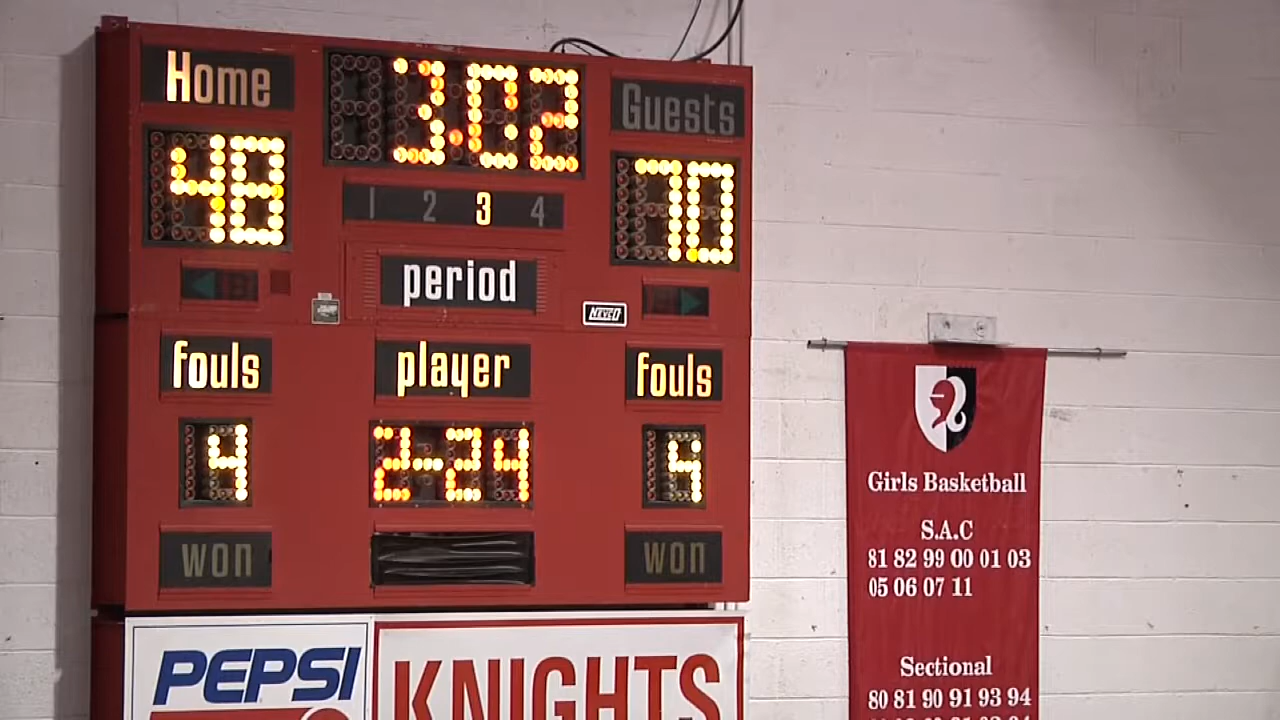 Home 3:02 Guests
48 70
1 2 3 4
period
NEVCO
fouls player fouls
4 2-24
won won
PEPSI KNIGHTS
Girls Basketball
S.A.C
81 82 99 00 01 03
05 06 07 11
Sectional
80 81 90 91 93 94